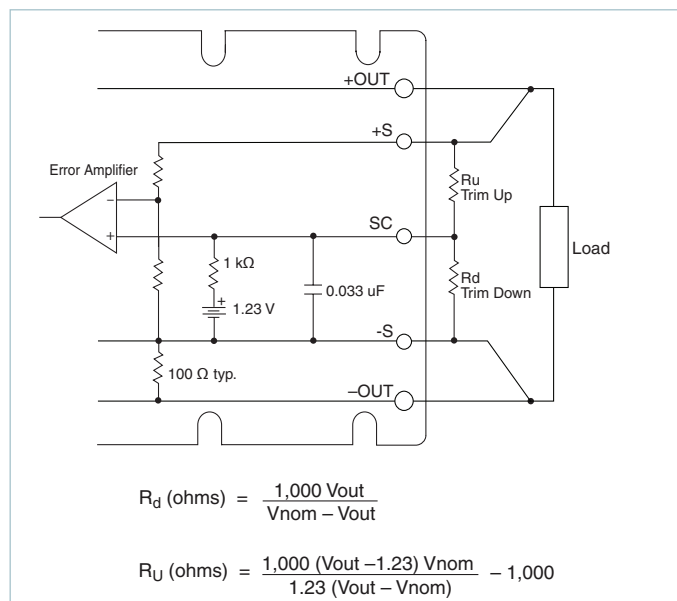 +OUT
+S
Error Amplifier
Ru
Trim Up
−
+
SC
Load
1 kΩ
Rd
Trim Down
+
1.23 V
0.033 uF
-S
100 Ω typ.
–OUT
Rd (ohms) = 1,000 Vout / Vnom – Vout
RU (ohms) = 1,000 (Vout –1.23) Vnom / 1.23 (Vout – Vnom) – 1,000